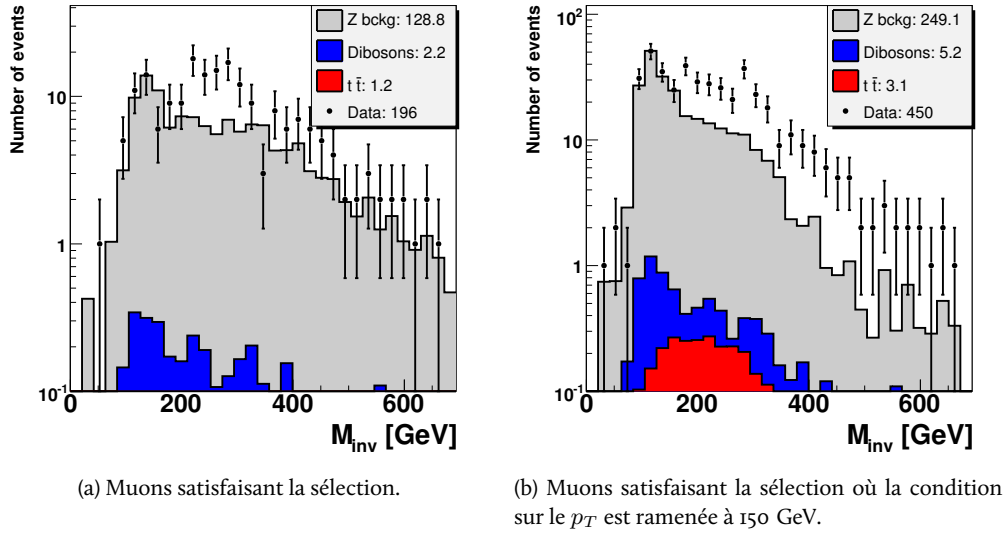 Number of events
10
1
10-1
0 200 400 600
M_inv [GeV]
Z bckg: 128.8
Dibosons: 2.2
t t̄: 1.2
Data: 196
(a) Muons satisfaisant la sélection.
Number of events
10²
10
1
10-1
0 200 400 600
M_inv [GeV]
Z bckg: 249.1
Dibosons: 5.2
t t̄: 3.1
Data: 450
(b) Muons satisfaisant la sélection où la condition
sur le p_T est ramenée à 150 GeV.